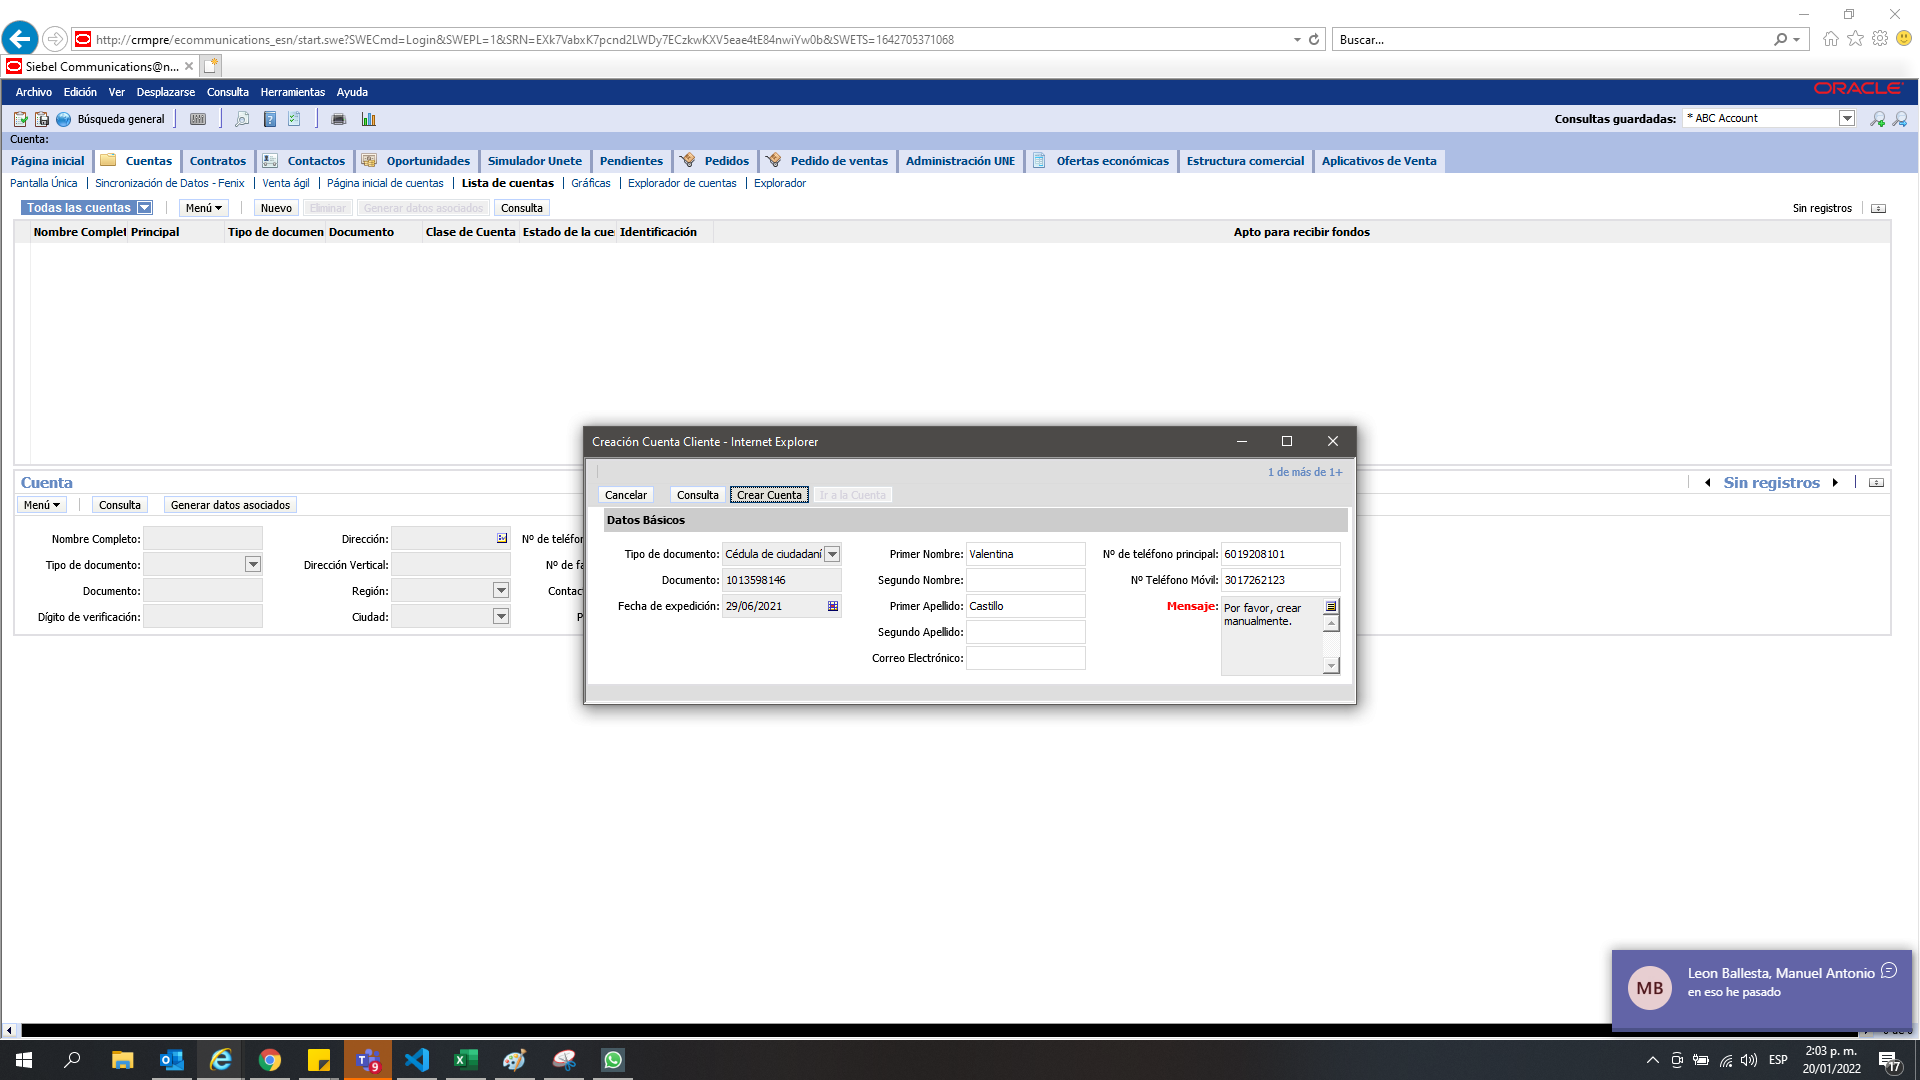 http://crmpre/ecommunications_esn/start.swe?SWECmd=Login&SWEPL=1&SRN=EXk7VabxK7pcnd2LWDy7ECzkwKXV5eae4tE84nwiYw0b&SWETS=1642705371068
Buscar...
Siebel Communications@n...
Archivo Edición Ver Desplazarse Consulta Herramientas Ayuda
ORACLE
Búsqueda general
Consultas guardadas: * ABC Account
Cuenta:
Página inicial Cuentas Contratos Contactos Oportunidades Simulador Unete Pendientes Pedidos Pedido de ventas Administración UNE Ofertas económicas Estructura comercial Aplicativos de Venta
Pantalla Única Sincronización de Datos - Fenix Venta ágil Página inicial de cuentas Lista de cuentas Gráficas Explorador de cuentas Explorador
Todas las cuentas Menú Nuevo Eliminar Generar datos asociados Consulta Sin registros
Nombre Complet Principal Tipo de documen Documento Clase de Cuenta Estado de la cue Identificación Apto para recibir fondos
Creación Cuenta Cliente - Internet Explorer
1 de más de 1+
Cancelar Consulta Crear Cuenta Ir a la Cuenta
Datos Básicos
Tipo de documento: Cédula de ciudadaní Primer Nombre: Valentina Nº de teléfono principal: 6019208101
Documento: 1013598146 Segundo Nombre: Nº Teléfono Móvil: 3017262123
Fecha de expedición: 29/06/2021 Primer Apellido: Castillo Mensaje: Por favor, crear
manualmente.
Segundo Apellido:
Correo Electrónico:
Cuenta Sin registros
Menú Consulta Generar datos asociados
Nombre Completo: Dirección: Nº de teléfon
Tipo de documento: Dirección Vertical: Nº de fa
Documento: Región: Contac
Dígito de verificación: Ciudad: P
MB
Leon Ballesta, Manuel Antonio
en eso he pasado
9
ESP
2:03 p. m.
20/01/2022
17